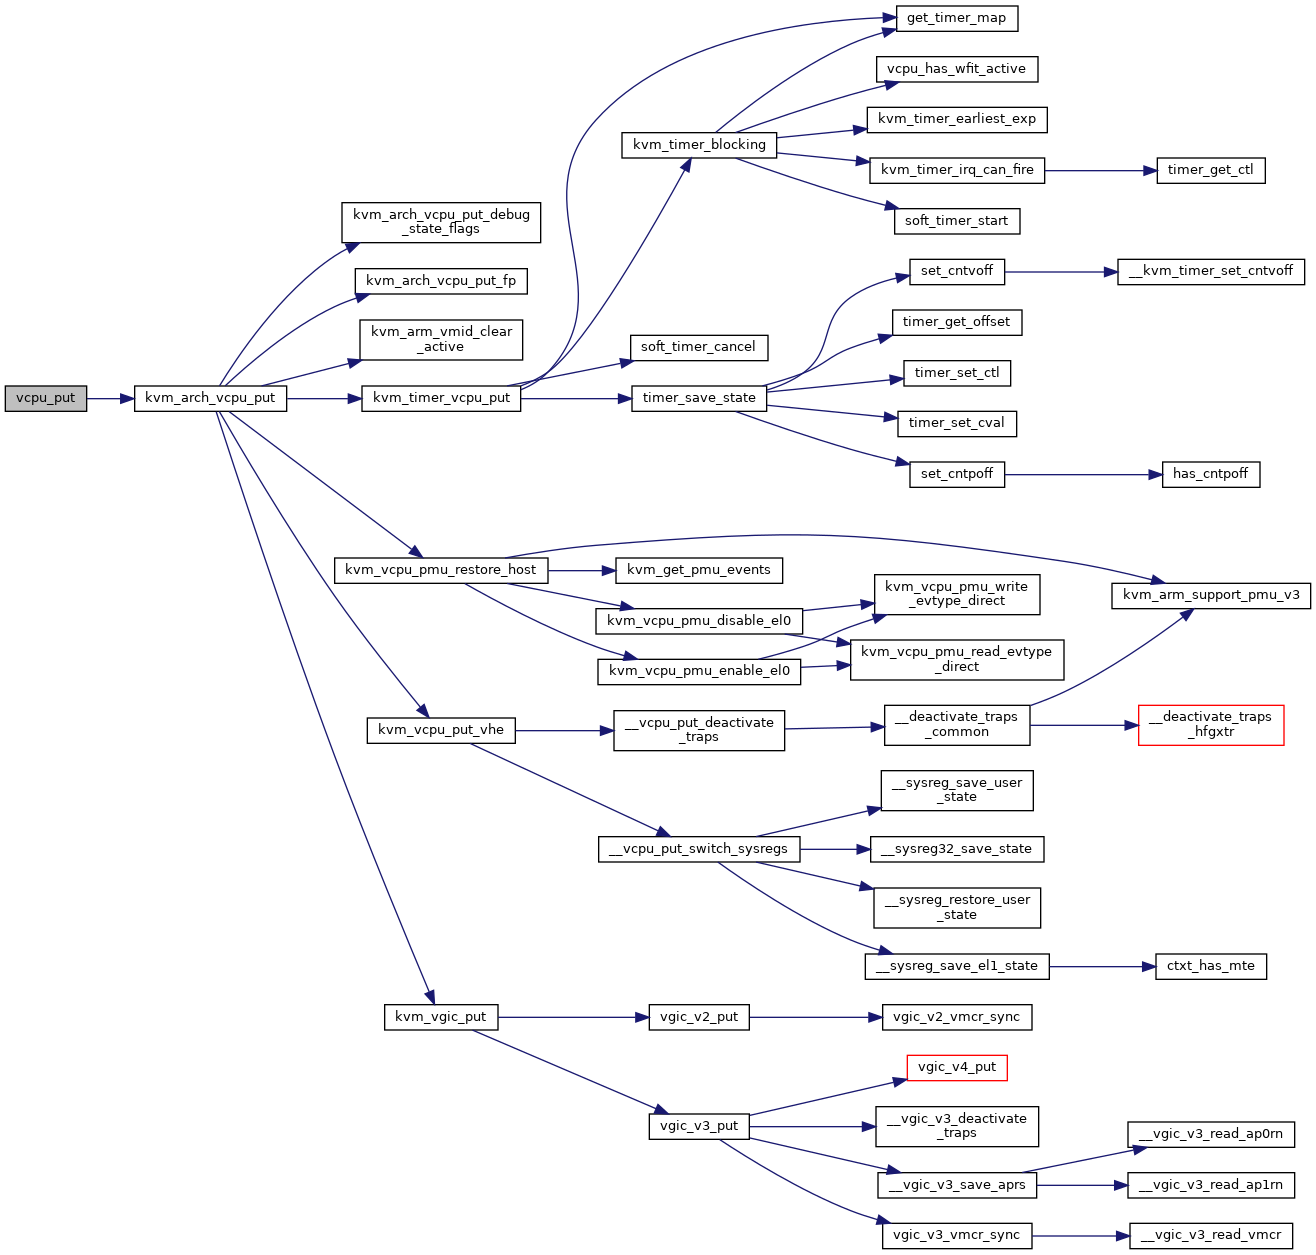 get_timer_map
vcpu_has_wfit_active
kvm_timer_earliest_exp
kvm_timer_blocking
kvm_timer_irq_can_fire
timer_get_ctl
soft_timer_start
kvm_arch_vcpu_put_debug
_state_flags
set_cntvoff
__kvm_timer_set_cntvoff
kvm_arch_vcpu_put_fp
timer_get_offset
kvm_arm_vmid_clear
_active
soft_timer_cancel
timer_set_ctl
vcpu_put
kvm_arch_vcpu_put
kvm_timer_vcpu_put
timer_save_state
timer_set_cval
set_cntpoff
has_cntpoff
kvm_vcpu_pmu_restore_host
kvm_get_pmu_events
kvm_vcpu_pmu_write
_evtype_direct
kvm_arm_support_pmu_v3
kvm_vcpu_pmu_disable_el0
kvm_vcpu_pmu_read_evtype
_direct
kvm_vcpu_pmu_enable_el0
kvm_vcpu_put_vhe
__vcpu_put_deactivate
_traps
__deactivate_traps
_common
__deactivate_traps
_hfgxtr
__sysreg_save_user
_state
__vcpu_put_switch_sysregs
__sysreg32_save_state
__sysreg_restore_user
_state
__sysreg_save_el1_state
ctxt_has_mte
kvm_vgic_put
vgic_v2_put
vgic_v2_vmcr_sync
vgic_v4_put
vgic_v3_put
__vgic_v3_deactivate
_traps
__vgic_v3_read_ap0rn
__vgic_v3_save_aprs
__vgic_v3_read_ap1rn
vgic_v3_vmcr_sync
__vgic_v3_read_vmcr